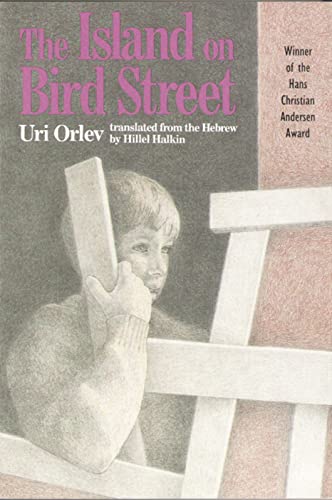 The Island on
Bird Street
Uri Orlev
translated from the Hebrew
by Hillel Halkin
Winner
of the
Hans
Christian
Andersen
Award